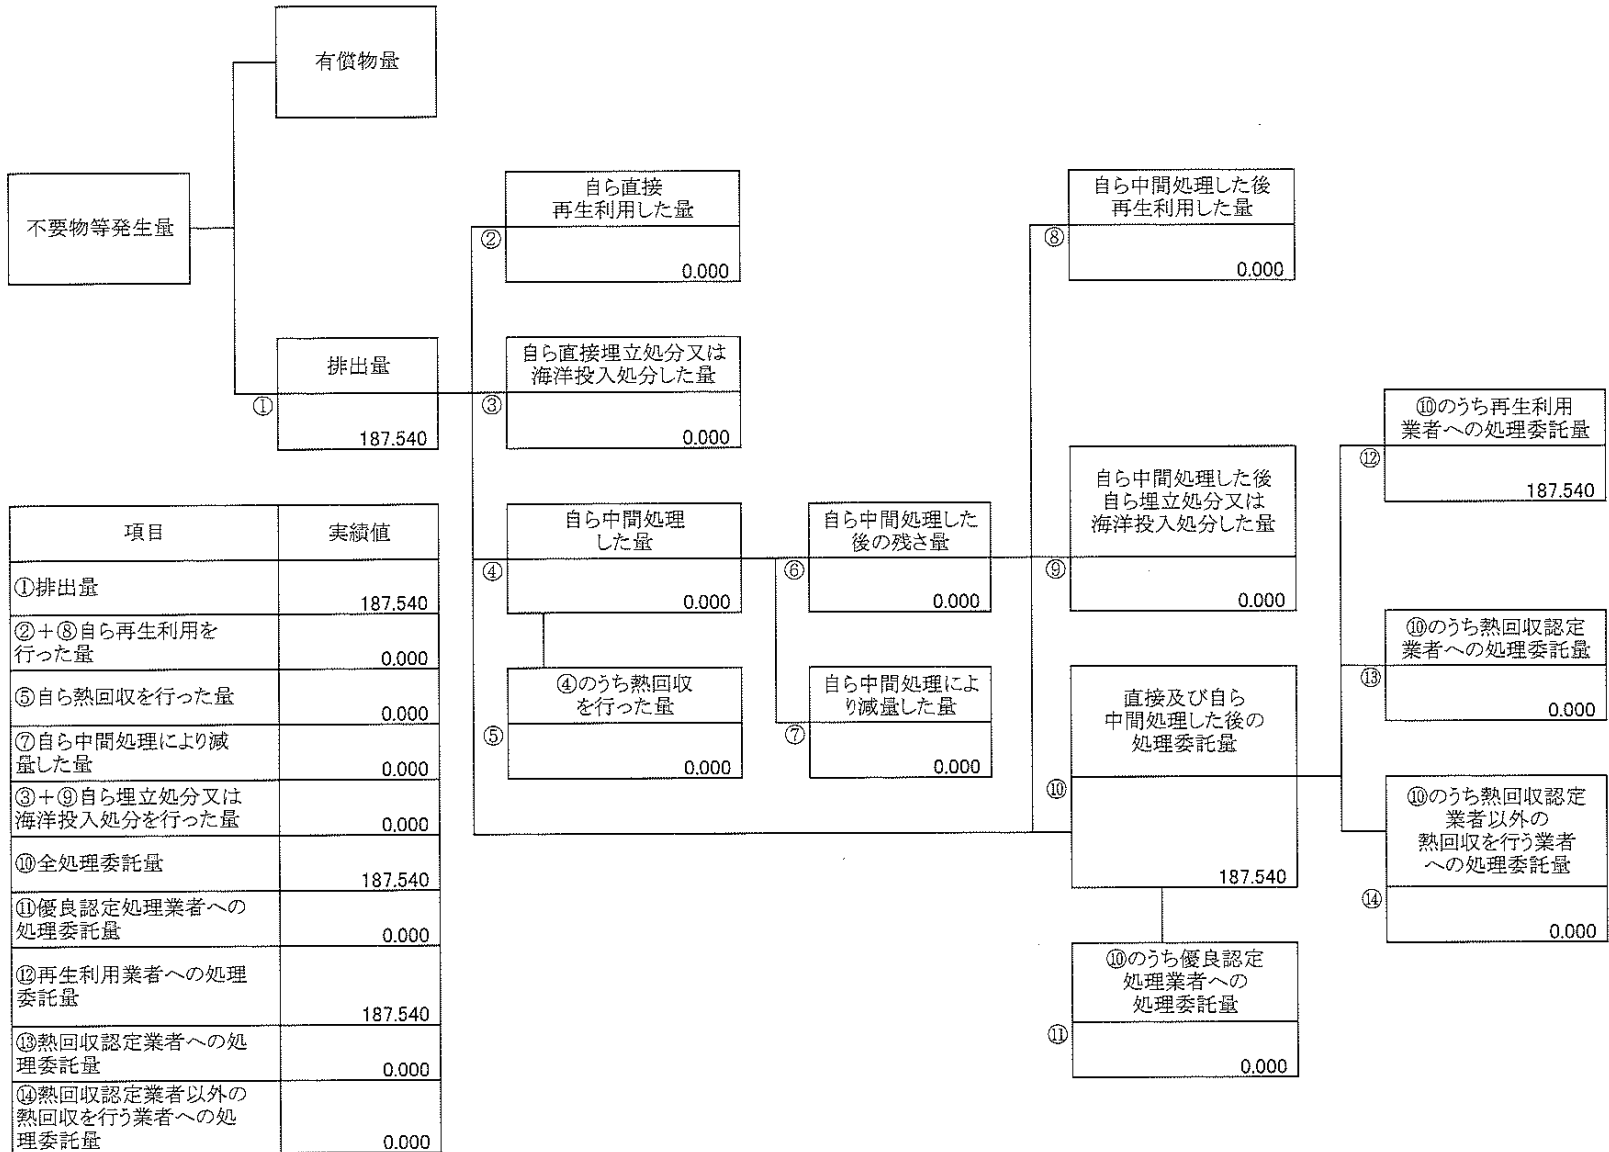 有償物量
不要物等発生量
排出量
①
187.540
自ら直接
再生利用した量
②
0.000
自ら直接埋立処分又は
海洋投入処分した量
③
0.000
自ら中間処理
した量
④
0.000
④のうち熱回収
を行った量
⑤
0.000
自ら中間処理した
後の残さ量
⑥
0.000
自ら中間処理によ
り減量した量
⑦
0.000
自ら中間処理した後
再生利用した量
⑧
0.000
自ら中間処理した後
自ら埋立処分又は
海洋投入処分した量
⑨
0.000
直接及び自ら
中間処理した後の
処理委託量
⑩
187.540
⑩のうち優良認定
処理業者への
処理委託量
⑪
0.000
⑩のうち再生利用
業者への処理委託量
⑫
187.540
⑩のうち熱回収認定
業者への処理委託量
⑬
0.000
⑩のうち熱回収認定
業者以外の
熱回収を行う業者
への処理委託量
⑭
0.000
項目 実績値
①排出量
187.540
②+⑧自ら再生利用を
行った量
0.000
⑤自ら熱回収を行った量
0.000
⑦自ら中間処理により減
量した量
0.000
③+⑨自ら埋立処分又は
海洋投入処分を行った量
0.000
⑩全処理委託量
187.540
⑪優良認定処理業者への
処理委託量
0.000
⑫再生利用業者への処理
委託量
187.540
⑬熱回収認定業者への処
理委託量
0.000
⑭熱回収認定業者以外の
熱回収を行う業者への処
理委託量
0.000